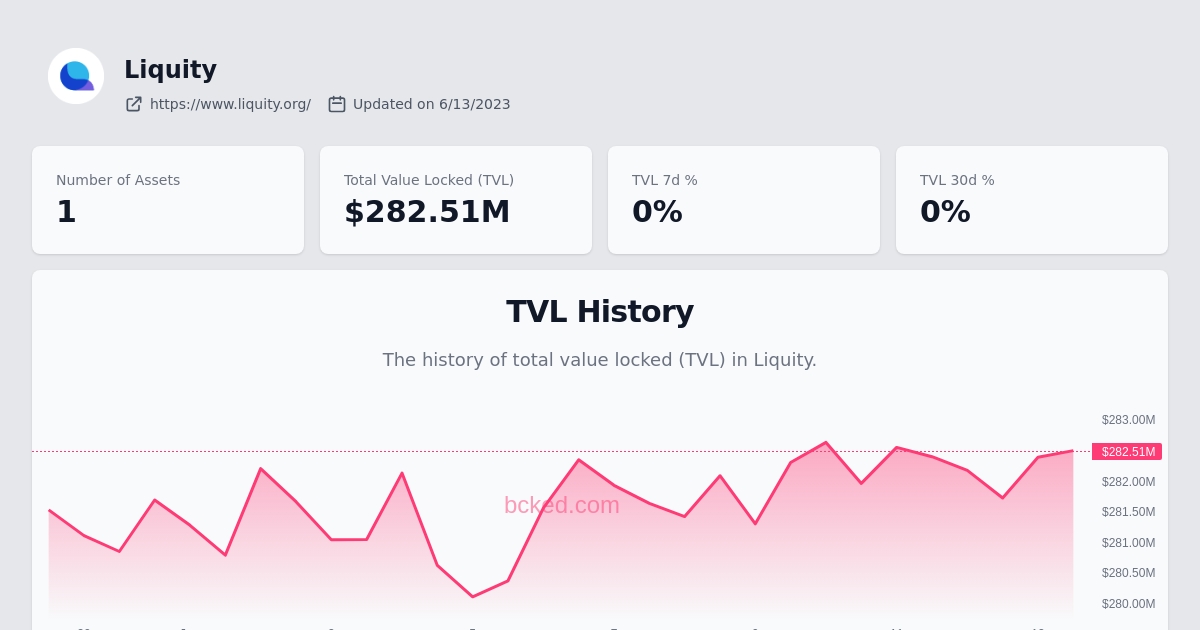 Liquity
https://www.liquity.org/ Updated on 6/13/2023
Number of Assets
1
Total Value Locked (TVL)
$282.51M
TVL 7d %
0%
TVL 30d %
0%
TVL History
The history of total value locked (TVL) in Liquity.
$283.00M
$282.51M
$282.00M
$281.50M
$281.00M
$280.50M
$280.00M
bcked.com